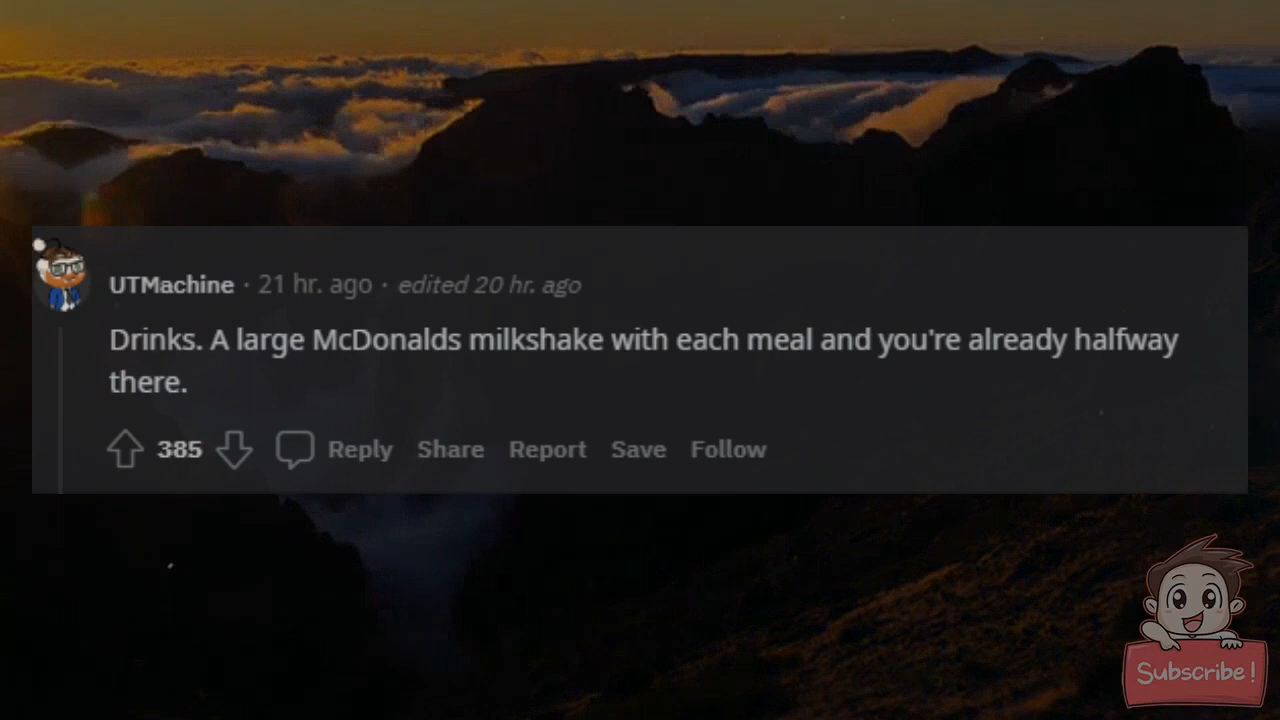 UTMachine · 21 hr. ago · edited 20 hr. ago
Drinks. A large McDonalds milkshake with each meal and you're already halfway
there.
385 Reply Share Report Save Follow
Subscribe!